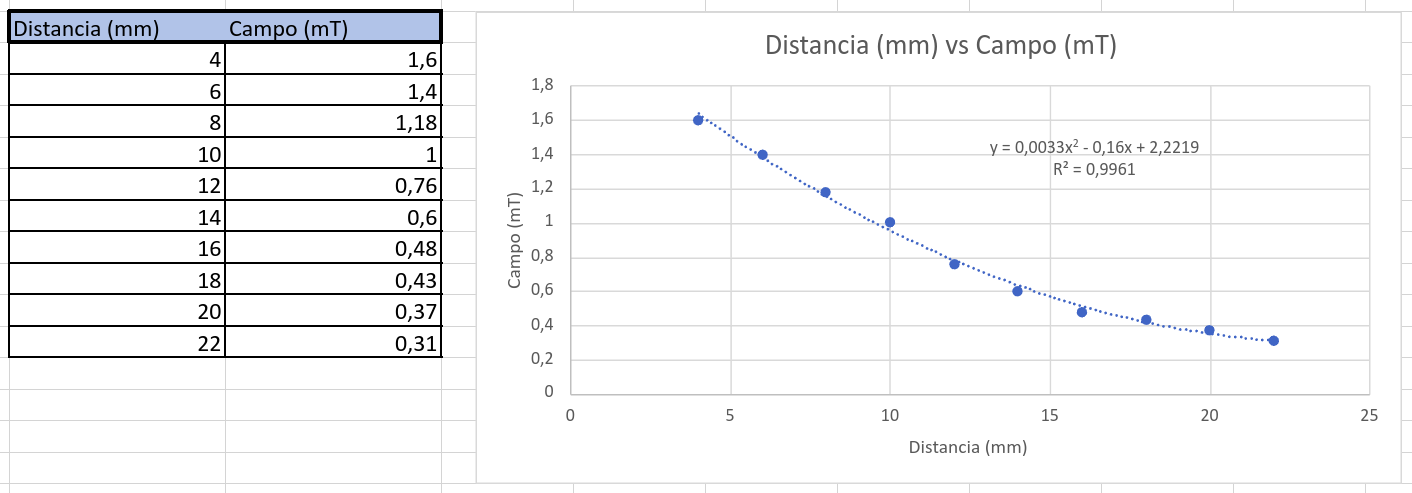 Distancia (mm) Campo (mT)
4 1,6
6 1,4
8 1,18
10 1
12 0,76
14 0,6
16 0,48
18 0,43
20 0,37
22 0,31
Distancia (mm) vs Campo (mT)
y = 0,0033x² - 0,16x + 2,2219
R² = 0,9961
Campo (mT)
1,8
1,6
1,4
1,2
1
0,8
0,6
0,4
0,2
0
0 5 10 15 20 25
Distancia (mm)